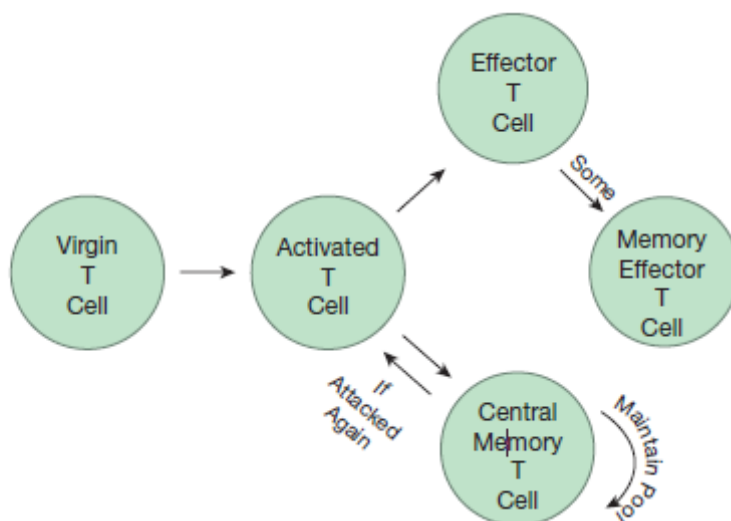 Effector
T
Cell
Some
Virgin
T
Cell
Activated
T
Cell
Memory
Effector
T
Cell
If
Attacked
Again
Central
Memory
T
Cell
Maintain Pool